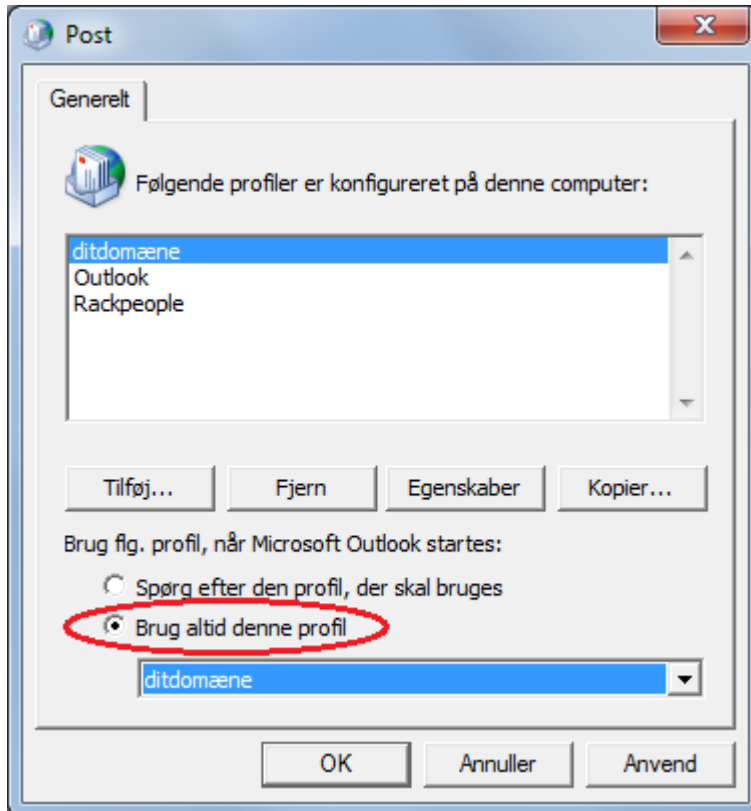 Post
Generelt
Følgende profiler er konfigureret på denne computer:
ditdomæne
Outlook
Rackpeople
Tilføj... Fjern Egenskaber Kopier...
Brug flg. profil, når Microsoft Outlook startes:
Spørg efter den profil, der skal bruges
Brug altid denne profil
ditdomæne
OK Annuller Anvend